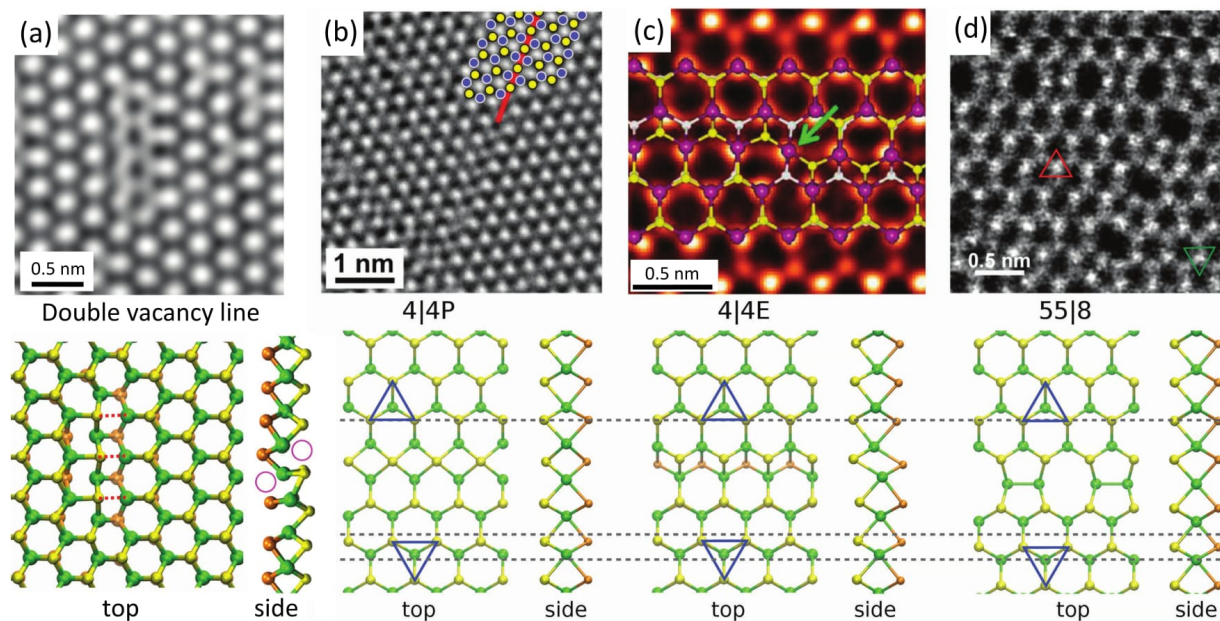 (a)
(b)
(c)
(d)
0.5 nm
1 nm
0.5 nm
0.5 nm
Double vacancy line
4|4P
4|4E
55|8
top
side
top
side
top
side
top
side